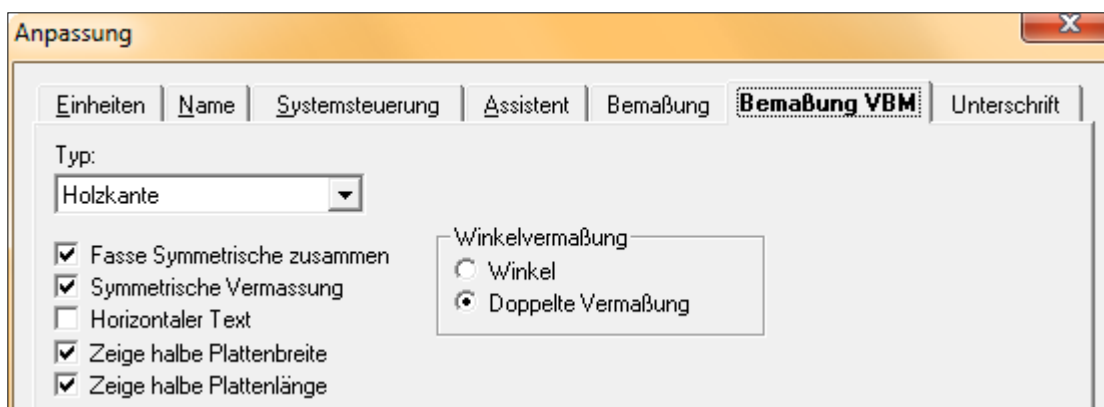 Anpassung
Einheiten Name Systemsteuerung Assistent Bemaßung Bemaßung VBM Unterschrift
Typ:
Holzkante
Fasse Symmetrische zusammen
Symmetrische Vermassung
Horizontaler Text
Zeige halbe Plattenbreite
Zeige halbe Plattenlänge
Winkelvermaßung
Winkel
Doppelte Vermaßung